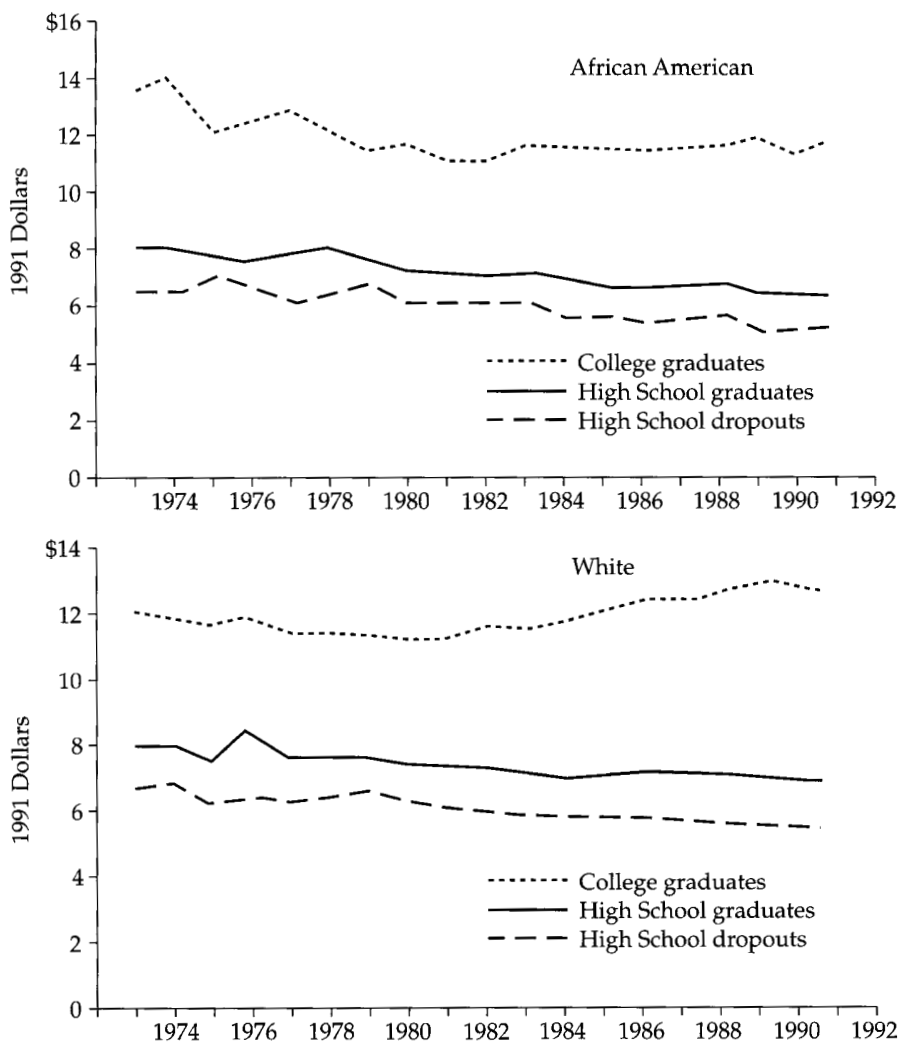 $16
African American
14
12
10
8
6
4
2
0
1991 Dollars
College graduates
High School graduates
High School dropouts
1974 1976 1978 1980 1982 1984 1986 1988 1990 1992
$14
White
12
10
8
6
4
2
0
1991 Dollars
College graduates
High School graduates
High School dropouts
1974 1976 1978 1980 1982 1984 1986 1988 1990 1992